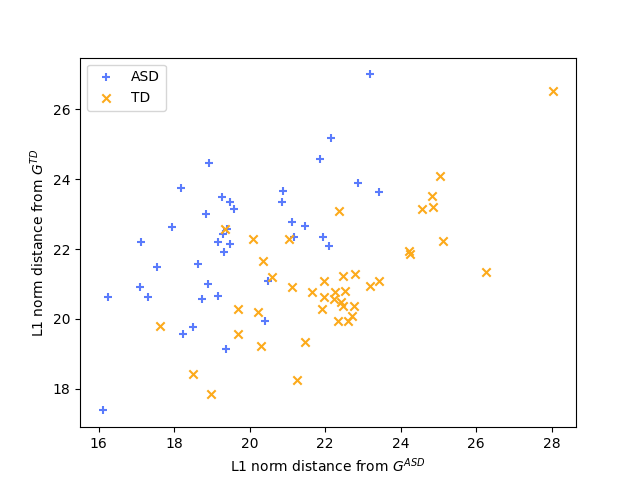 ASD
TD
26
24
22
20
18
L1 norm distance from G^{TD}
16 18 20 22 24 26 28
L1 norm distance from G^{ASD}